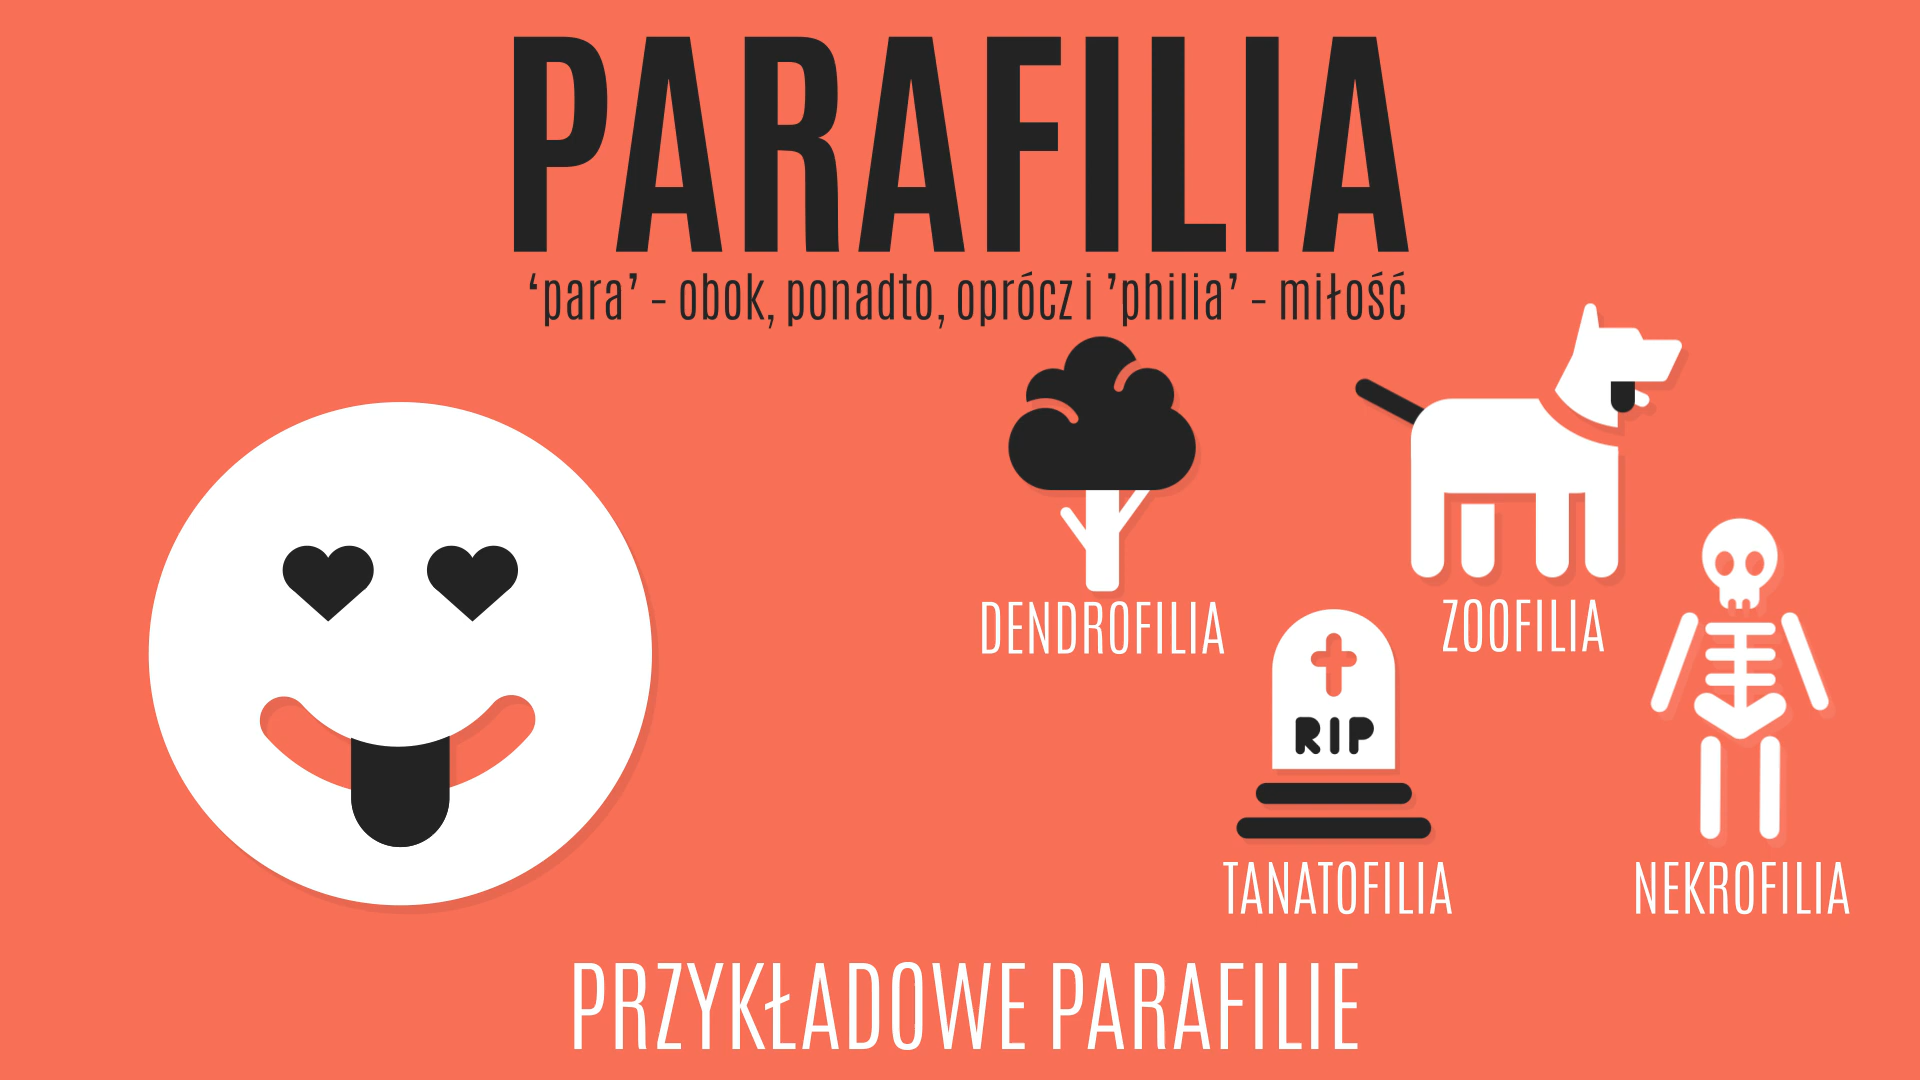 PARAFILIA
‘para’ – obok, ponadto, oprócz i ’philia’ – miłość
DENDROFILIA
ZOOFILIA
RIP
TANATOFILIA
NEKROFILIA
PRZYKŁADOWE PARAFILIE